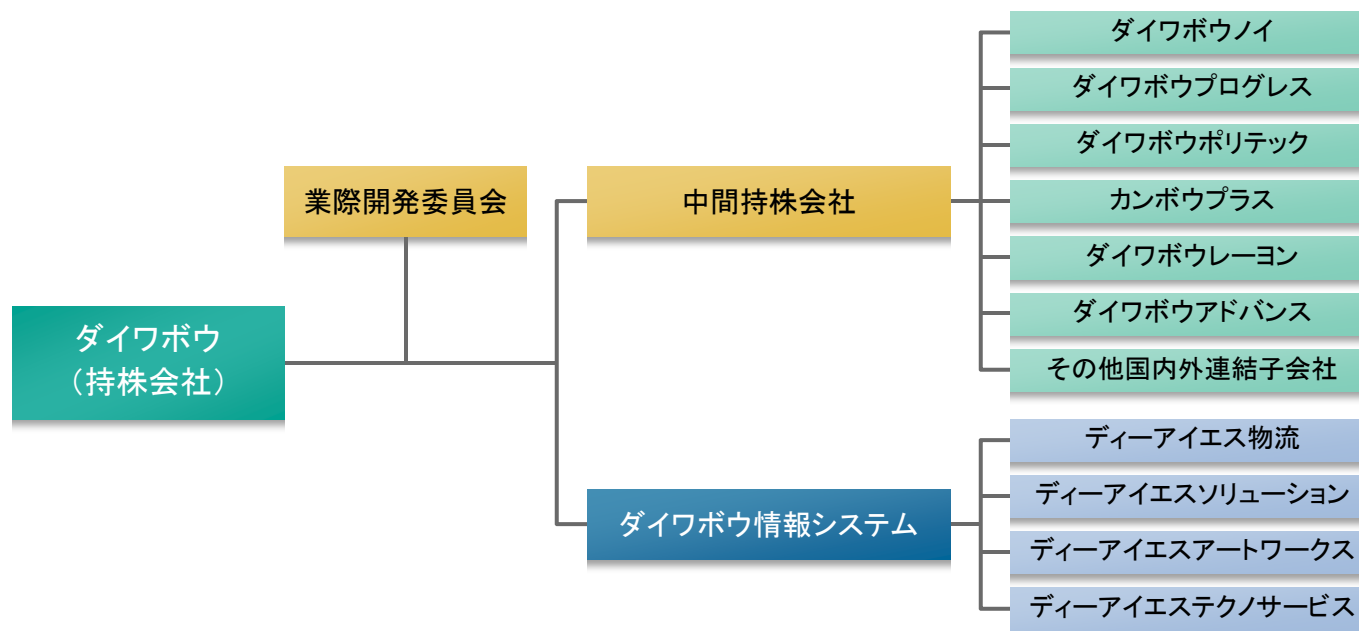 ダイワボウ
（持株会社）
業際開発委員会
中間持株会社
ダイワボウノイ
ダイワボウプログレス
ダイワボウポリテック
カンボウプラス
ダイワボウレーヨン
ダイワボウアドバンス
その他国内外連結子会社
ダイワボウ情報システム
ディーアイエス物流
ディーアイエスソリューション
ディーアイエスアートワークス
ディーアイエステクノサービス